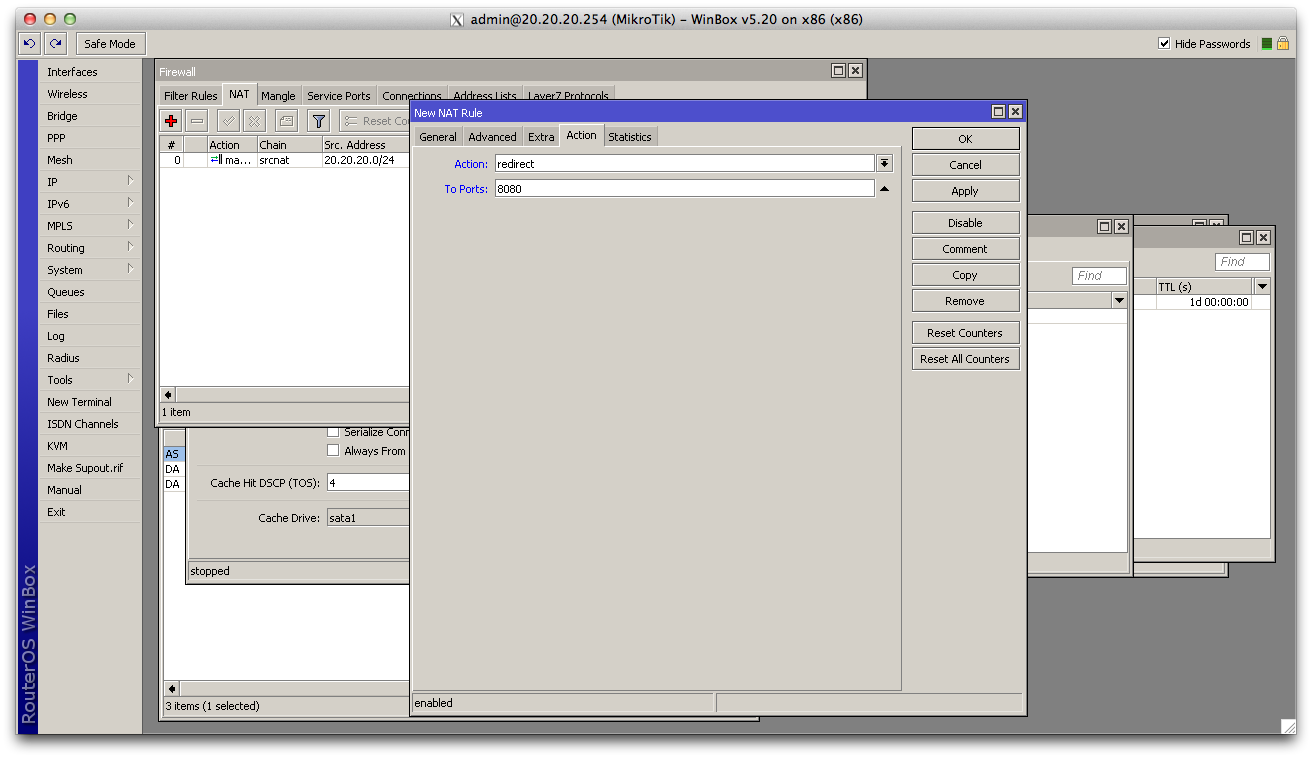 admin@20.20.20.254 (MikroTik) – WinBox v5.20 on x86 (x86)
Safe Mode
Hide Passwords
RouterOS WinBox
Interfaces
Wireless
Bridge
PPP
Mesh
IP
IPv6
MPLS
Routing
System
Queues
Files
Log
Radius
Tools
New Terminal
ISDN Channels
KVM
Make Supout.rif
Manual
Exit
Firewall
Filter Rules NAT Mangle Service Ports Connections Address Lists Layer7 Protocols
Reset Co
# Action Chain Src. Address
0 ma... srcnat 20.20.20.0/24
1 item
New NAT Rule
General Advanced Extra Action Statistics
Action: redirect
To Ports: 8080
OK
Cancel
Apply
Disable
Comment
Copy
Remove
Reset Counters
Reset All Counters
enabled
Find
Find
TTL (s)
1d 00:00:00
Serialize Conn
Always From
Cache Hit DSCP (TOS): 4
Cache Drive: sata1
stopped
AS
DA
DA
3 items (1 selected)